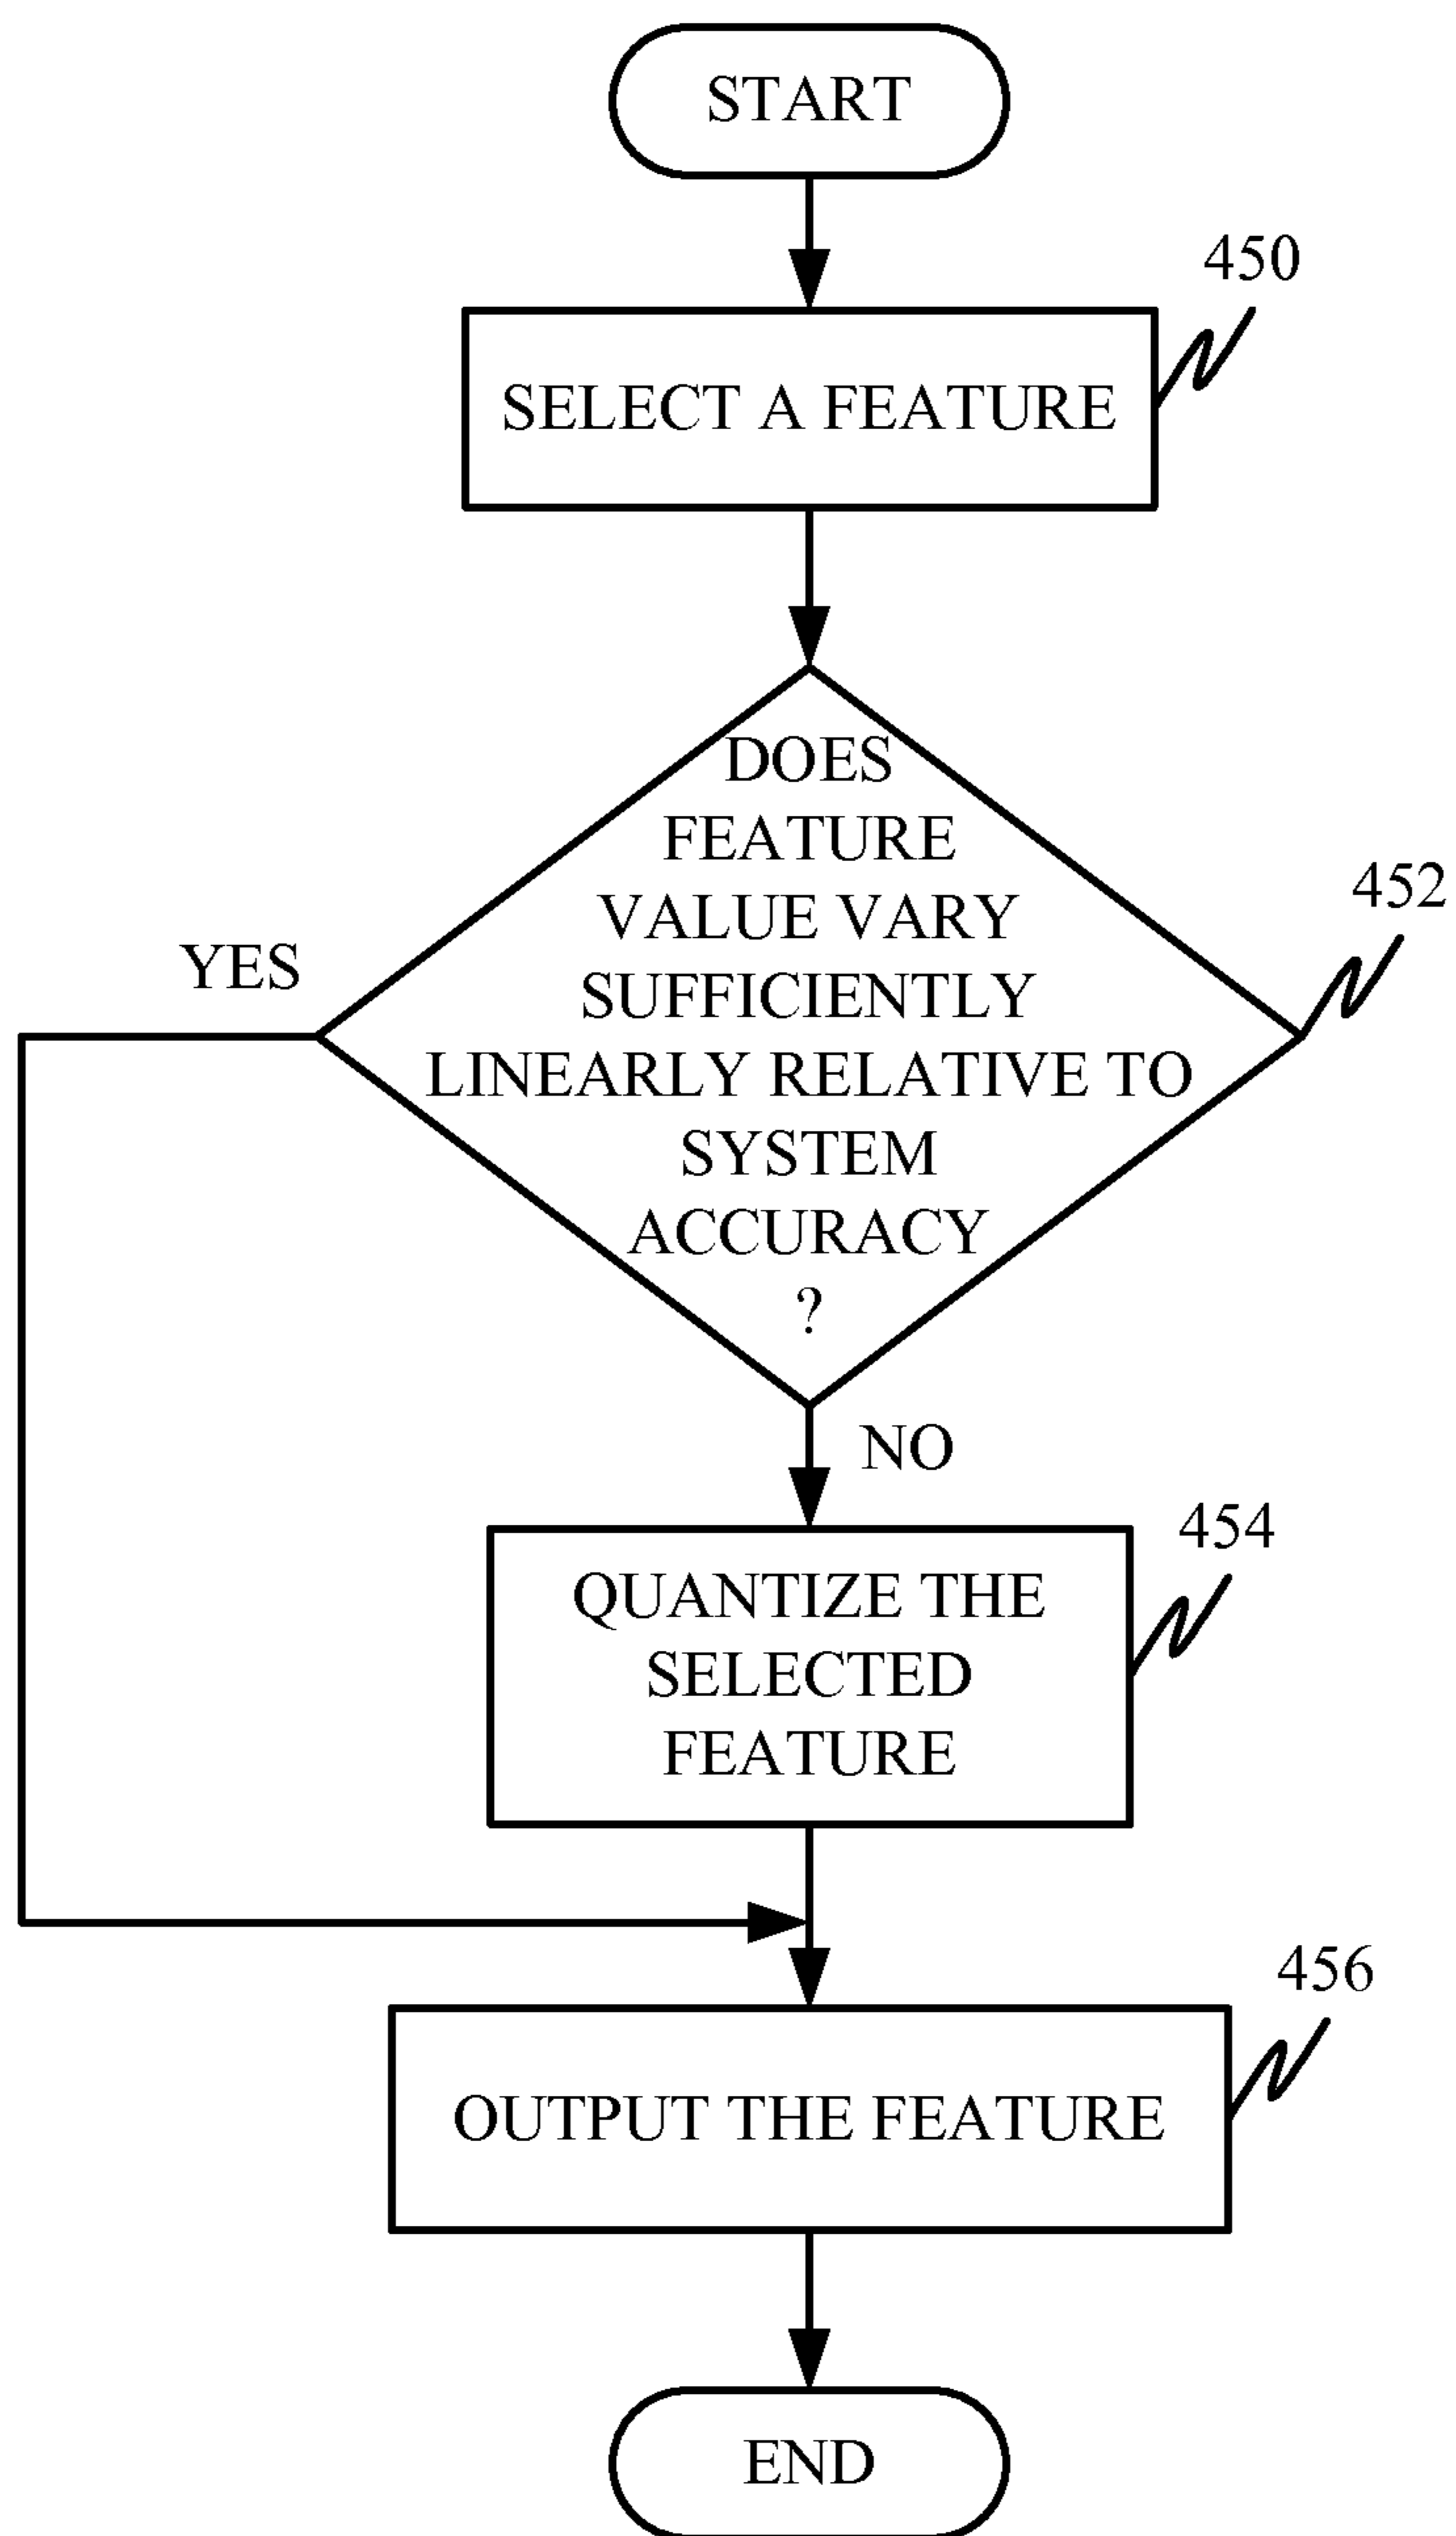 START
450
SELECT A FEATURE
DOES
FEATURE
VALUE VARY
SUFFICIENTLY
LINEARLY RELATIVE TO
SYSTEM
ACCURACY
?
452
YES
NO
454
QUANTIZE THE
SELECTED
FEATURE
456
OUTPUT THE FEATURE
END